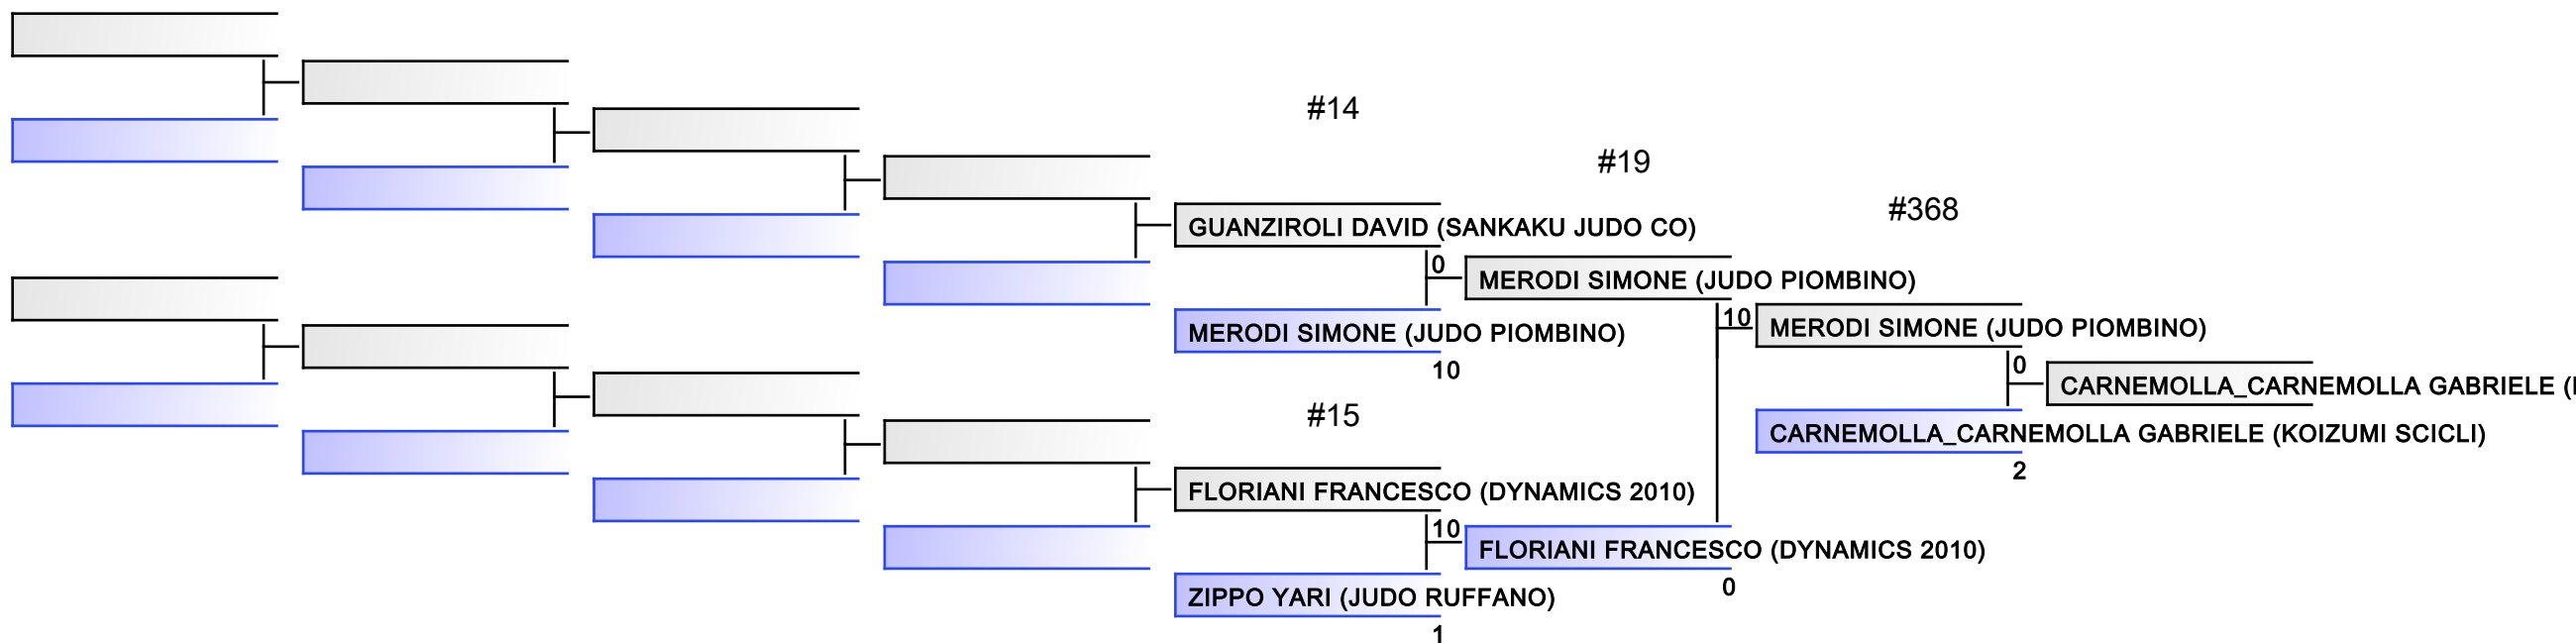 #14
#19
#368
GUANZIROLI DAVID (SANKAKU JUDO CO)
0
MERODI SIMONE (JUDO PIOMBINO)
10
MERODI SIMONE (JUDO PIOMBINO)
MERODI SIMONE (JUDO PIOMBINO)
10
0
CARNEMOLLA_CARNEMOLLA GABRIELE (
CARNEMOLLA_CARNEMOLLA GABRIELE (KOIZUMI SCICLI)
2
#15
FLORIANI FRANCESCO (DYNAMICS 2010)
10
FLORIANI FRANCESCO (DYNAMICS 2010)
0
ZIPPO YARI (JUDO RUFFANO)
1